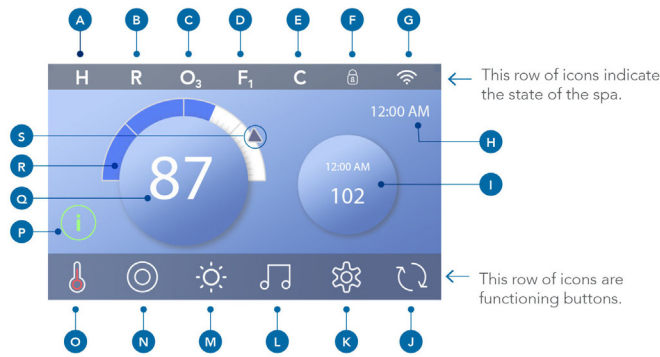 A B C D E F G
H R O₃ F₁ C 8
This row of icons indicate
the state of the spa.
12:00 AM
S
H
R
12:00 AM
87
102
I
Q
i
P
This row of icons are
functioning buttons.
O N M L K J